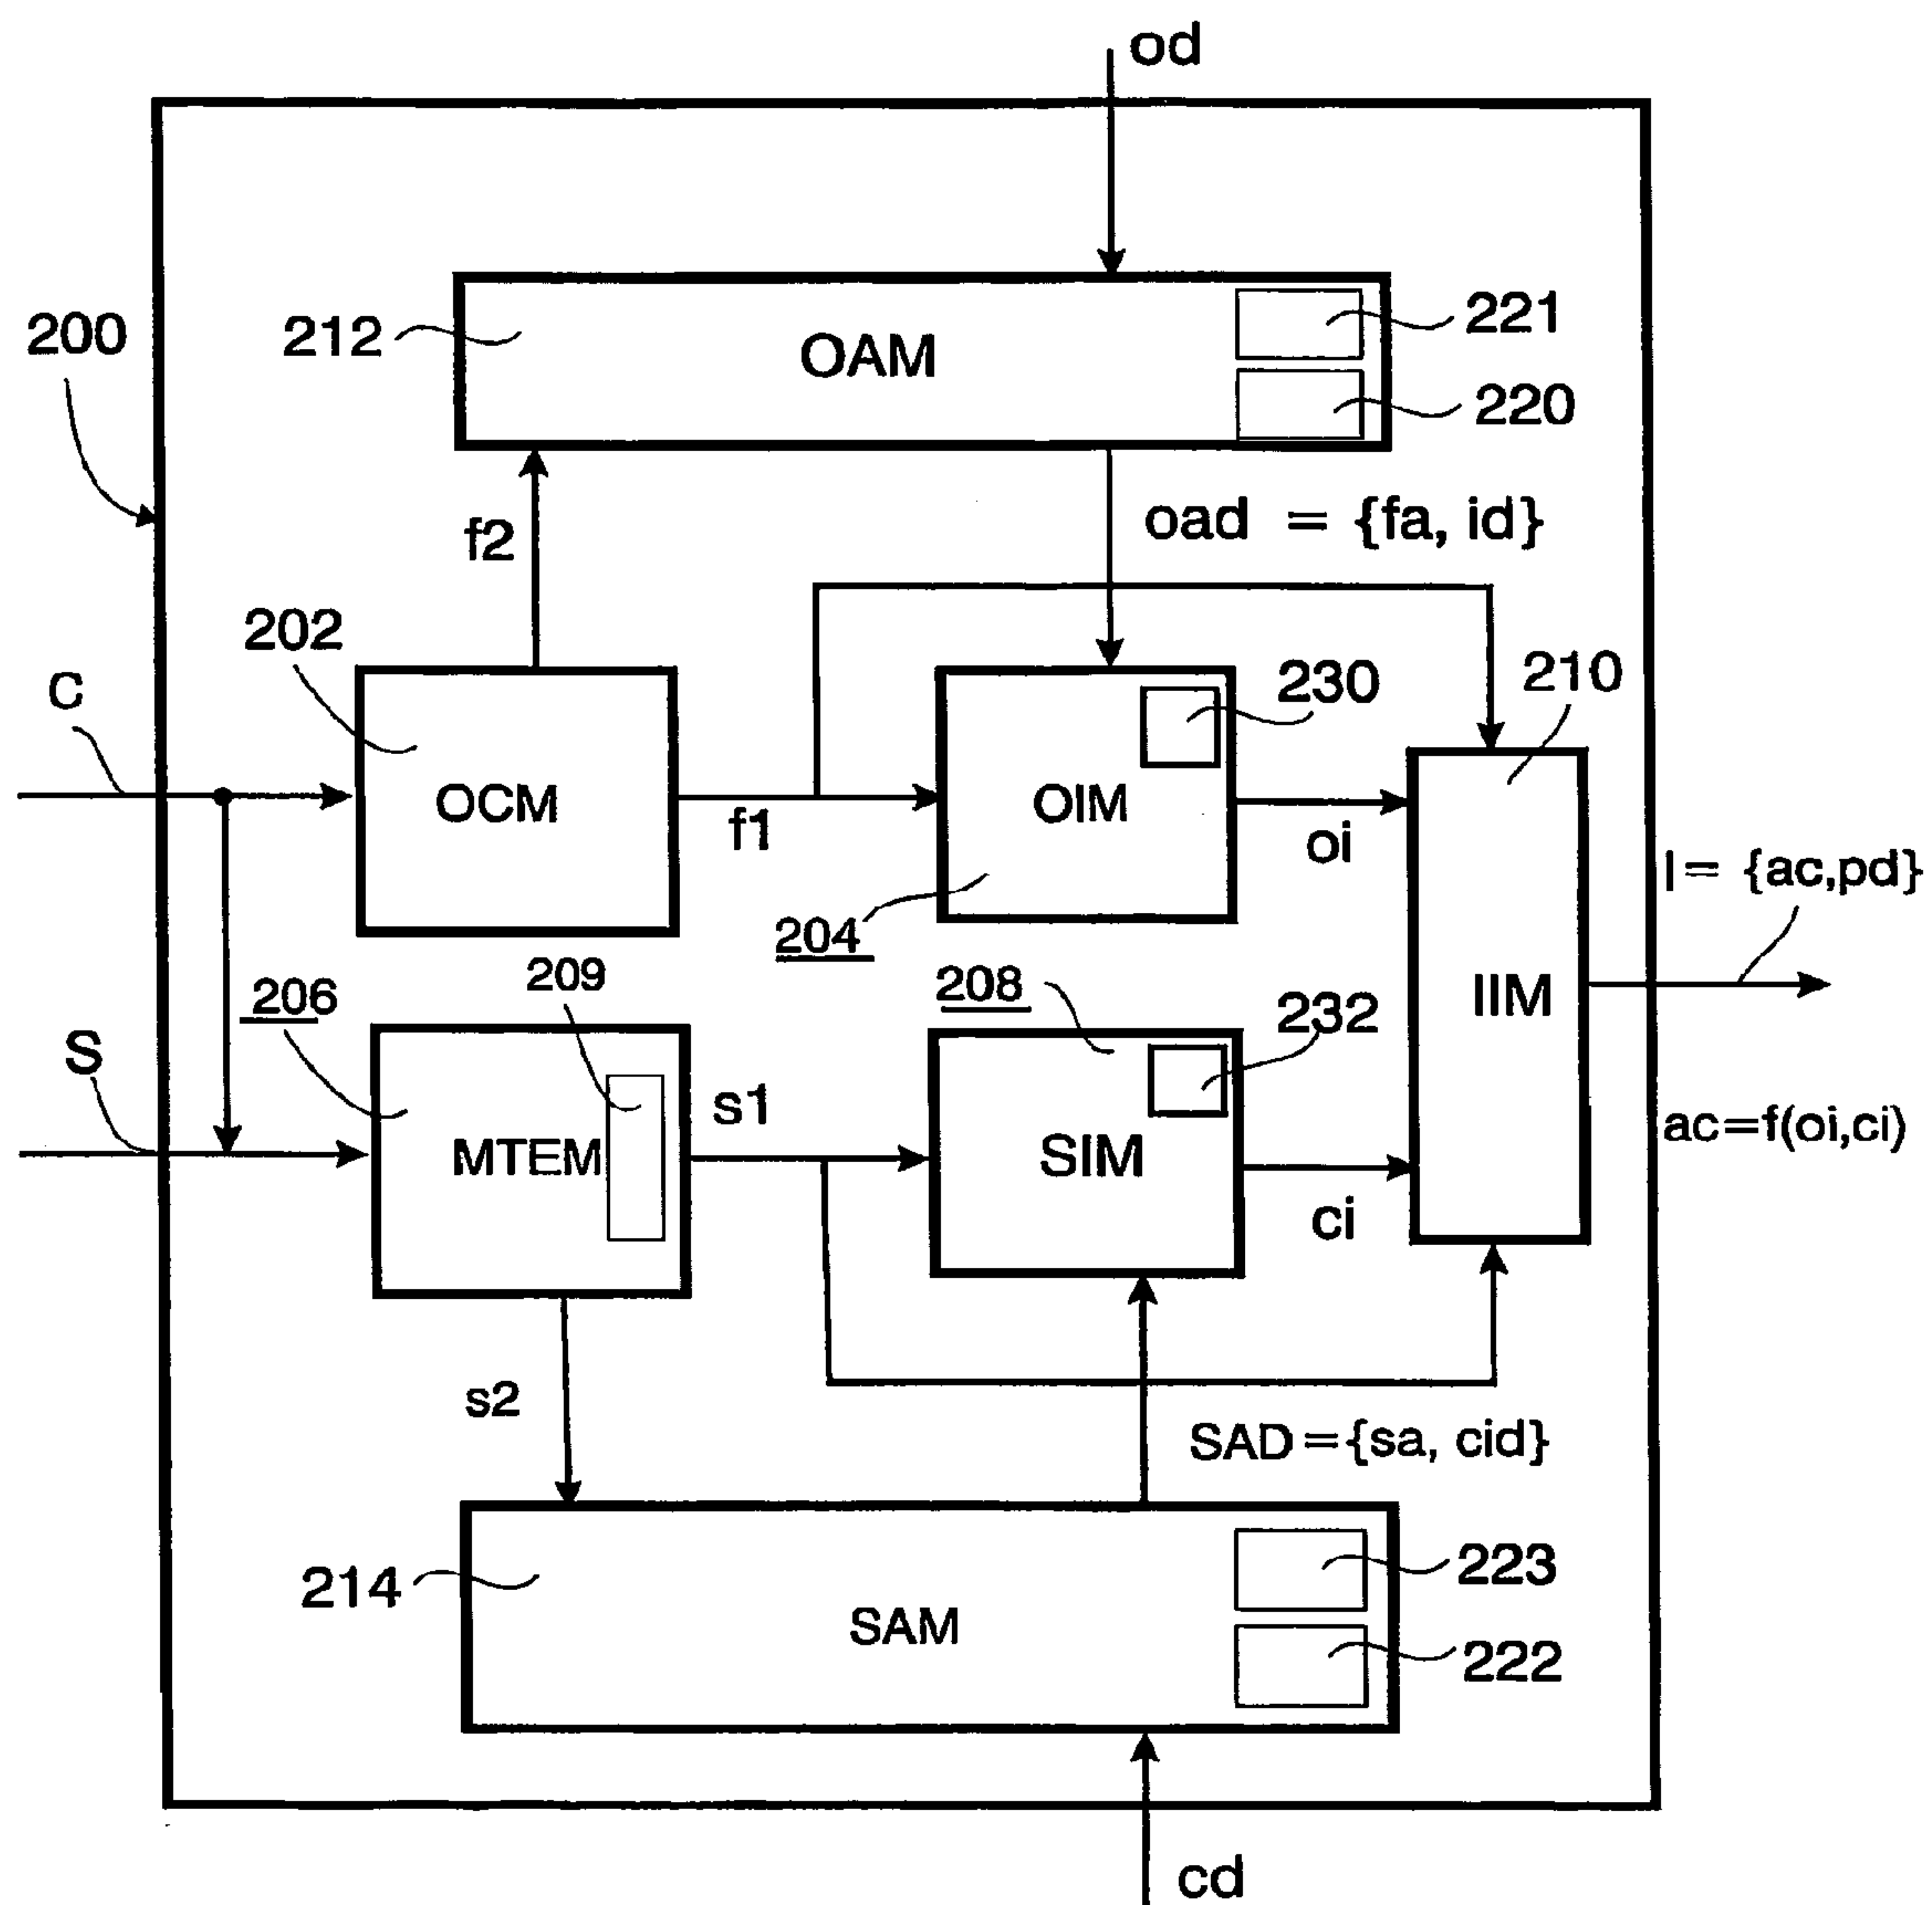 od
200
212
OAM
221
220
f2
oad = {fa, id}
202
C
OCM
f1
OIM
230
204
oi
210
I= {ac,pd}
206
209
208
232
S
MTEM
s1
SIM
ci
IIM
ac=f(oi,ci)
s2
SAD={sa, cid}
214
SAM
223
222
cd